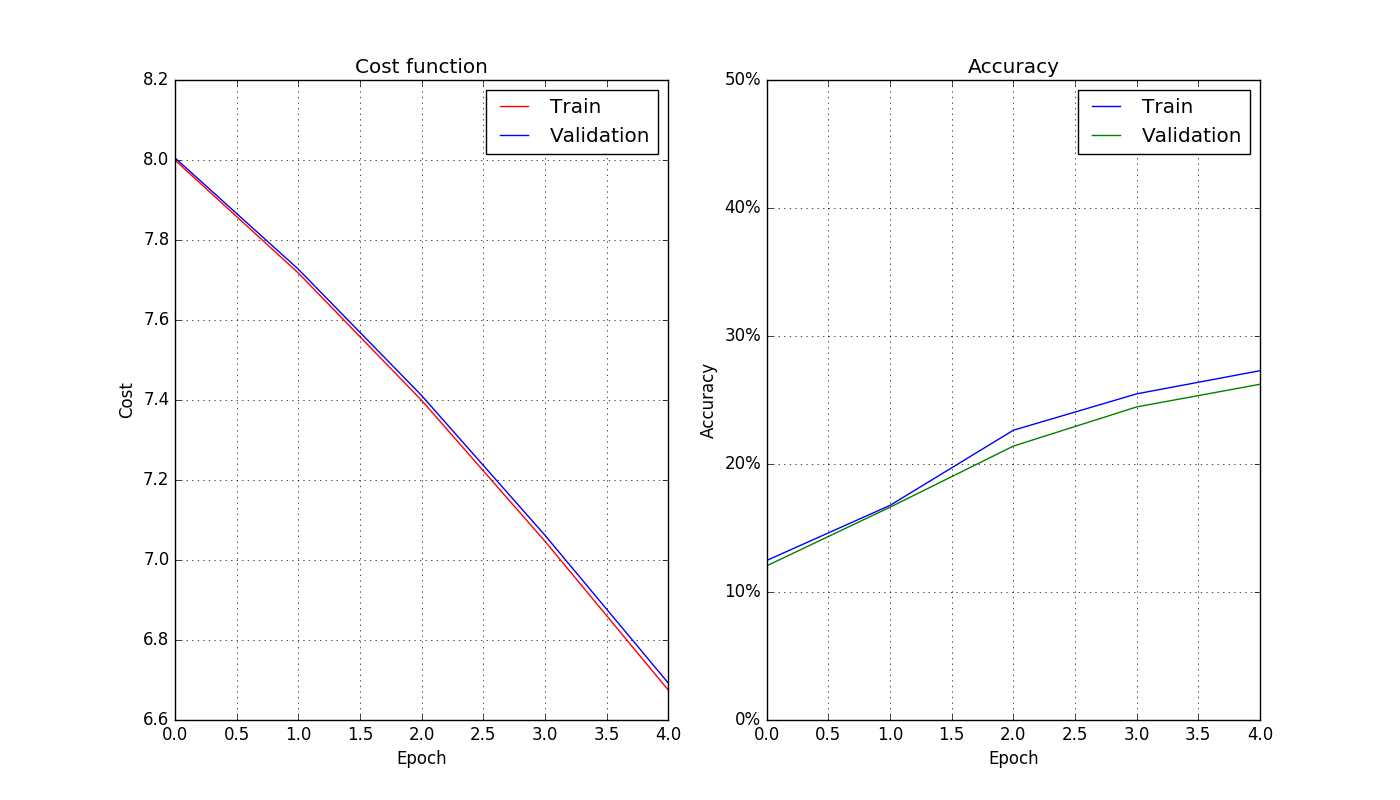 Cost function
8.2
8.0
7.8
7.6
7.4
7.2
7.0
6.8
6.6
Cost
Train
Validation
0.0 0.5 1.0 1.5 2.0 2.5 3.0 3.5 4.0
Epoch
Accuracy
50%
40%
30%
20%
10%
0%
Accuracy
Train
Validation
0.0 0.5 1.0 1.5 2.0 2.5 3.0 3.5 4.0
Epoch